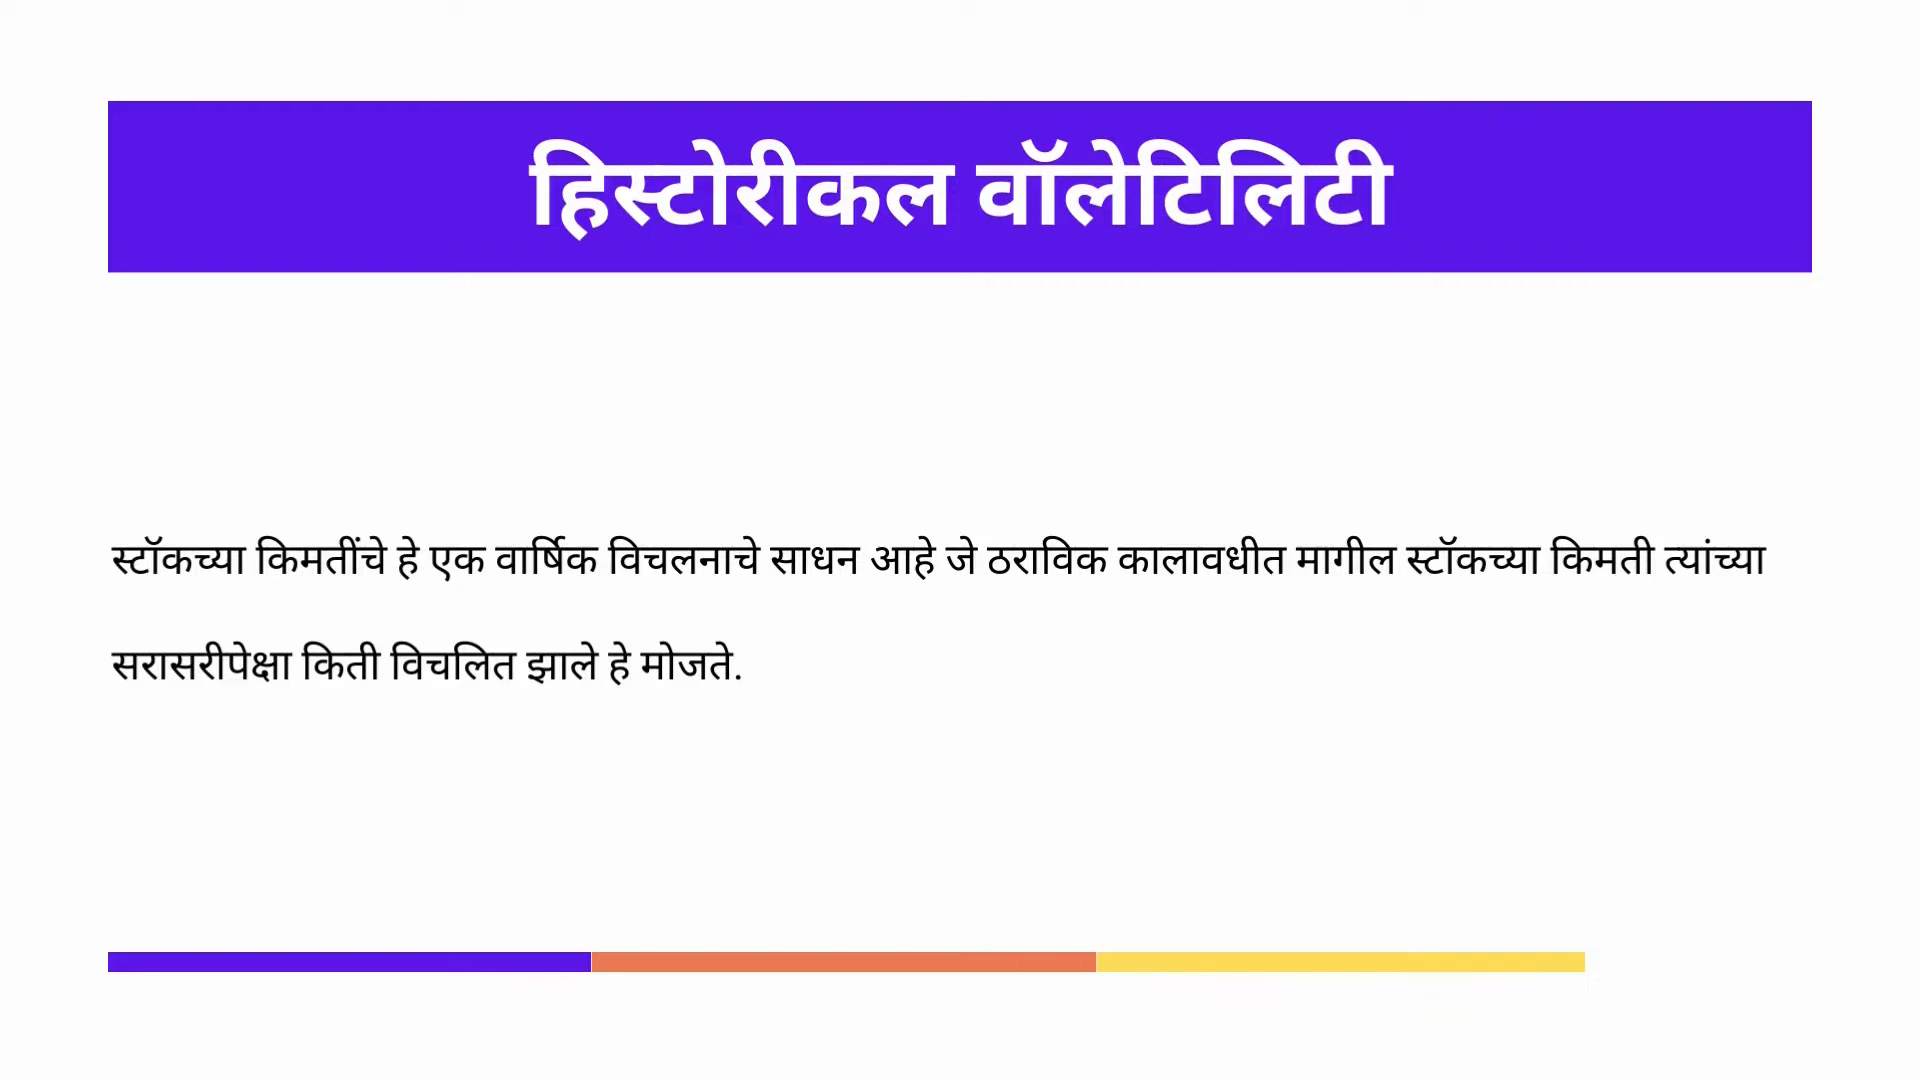 हिस्टोरीकल वॉलेटिलिटी
स्टॉकच्या किमतींचे हे एक वार्षिक विचलनाचे साधन आहे जे ठराविक कालावधीत मागील स्टॉकच्या किमती त्यांच्या
सरासरीपेक्षा किती विचलित झाले हे मोजते.